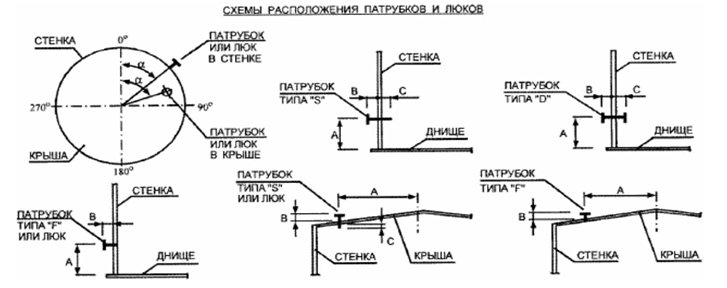 СХЕМЫ РАСПОЛОЖЕНИЯ ПАТРУБКОВ И ЛЮКОВ
СТЕНКА
0°
α
α
270°
90°
180°
КРЫША
ПАТРУБОК
ИЛИ ЛЮК
В СТЕНКЕ
ПАТРУБОК
ИЛИ ЛЮК
В КРЫШЕ
СТЕНКА
ПАТРУБОК
ТИПА "S"
B
C
A
ДНИЩЕ
СТЕНКА
ПАТРУБОК
ТИПА "D"
B
C
A
ДНИЩЕ
СТЕНКА
ПАТРУБОК
ТИПА "F"
ИЛИ ЛЮК
B
A
ДНИЩЕ
ПАТРУБОК
ТИПА "S"
ИЛИ ЛЮК
A
B
C
СТЕНКА
КРЫША
ПАТРУБОК
ТИПА "F"
A
B
СТЕНКА
КРЫША